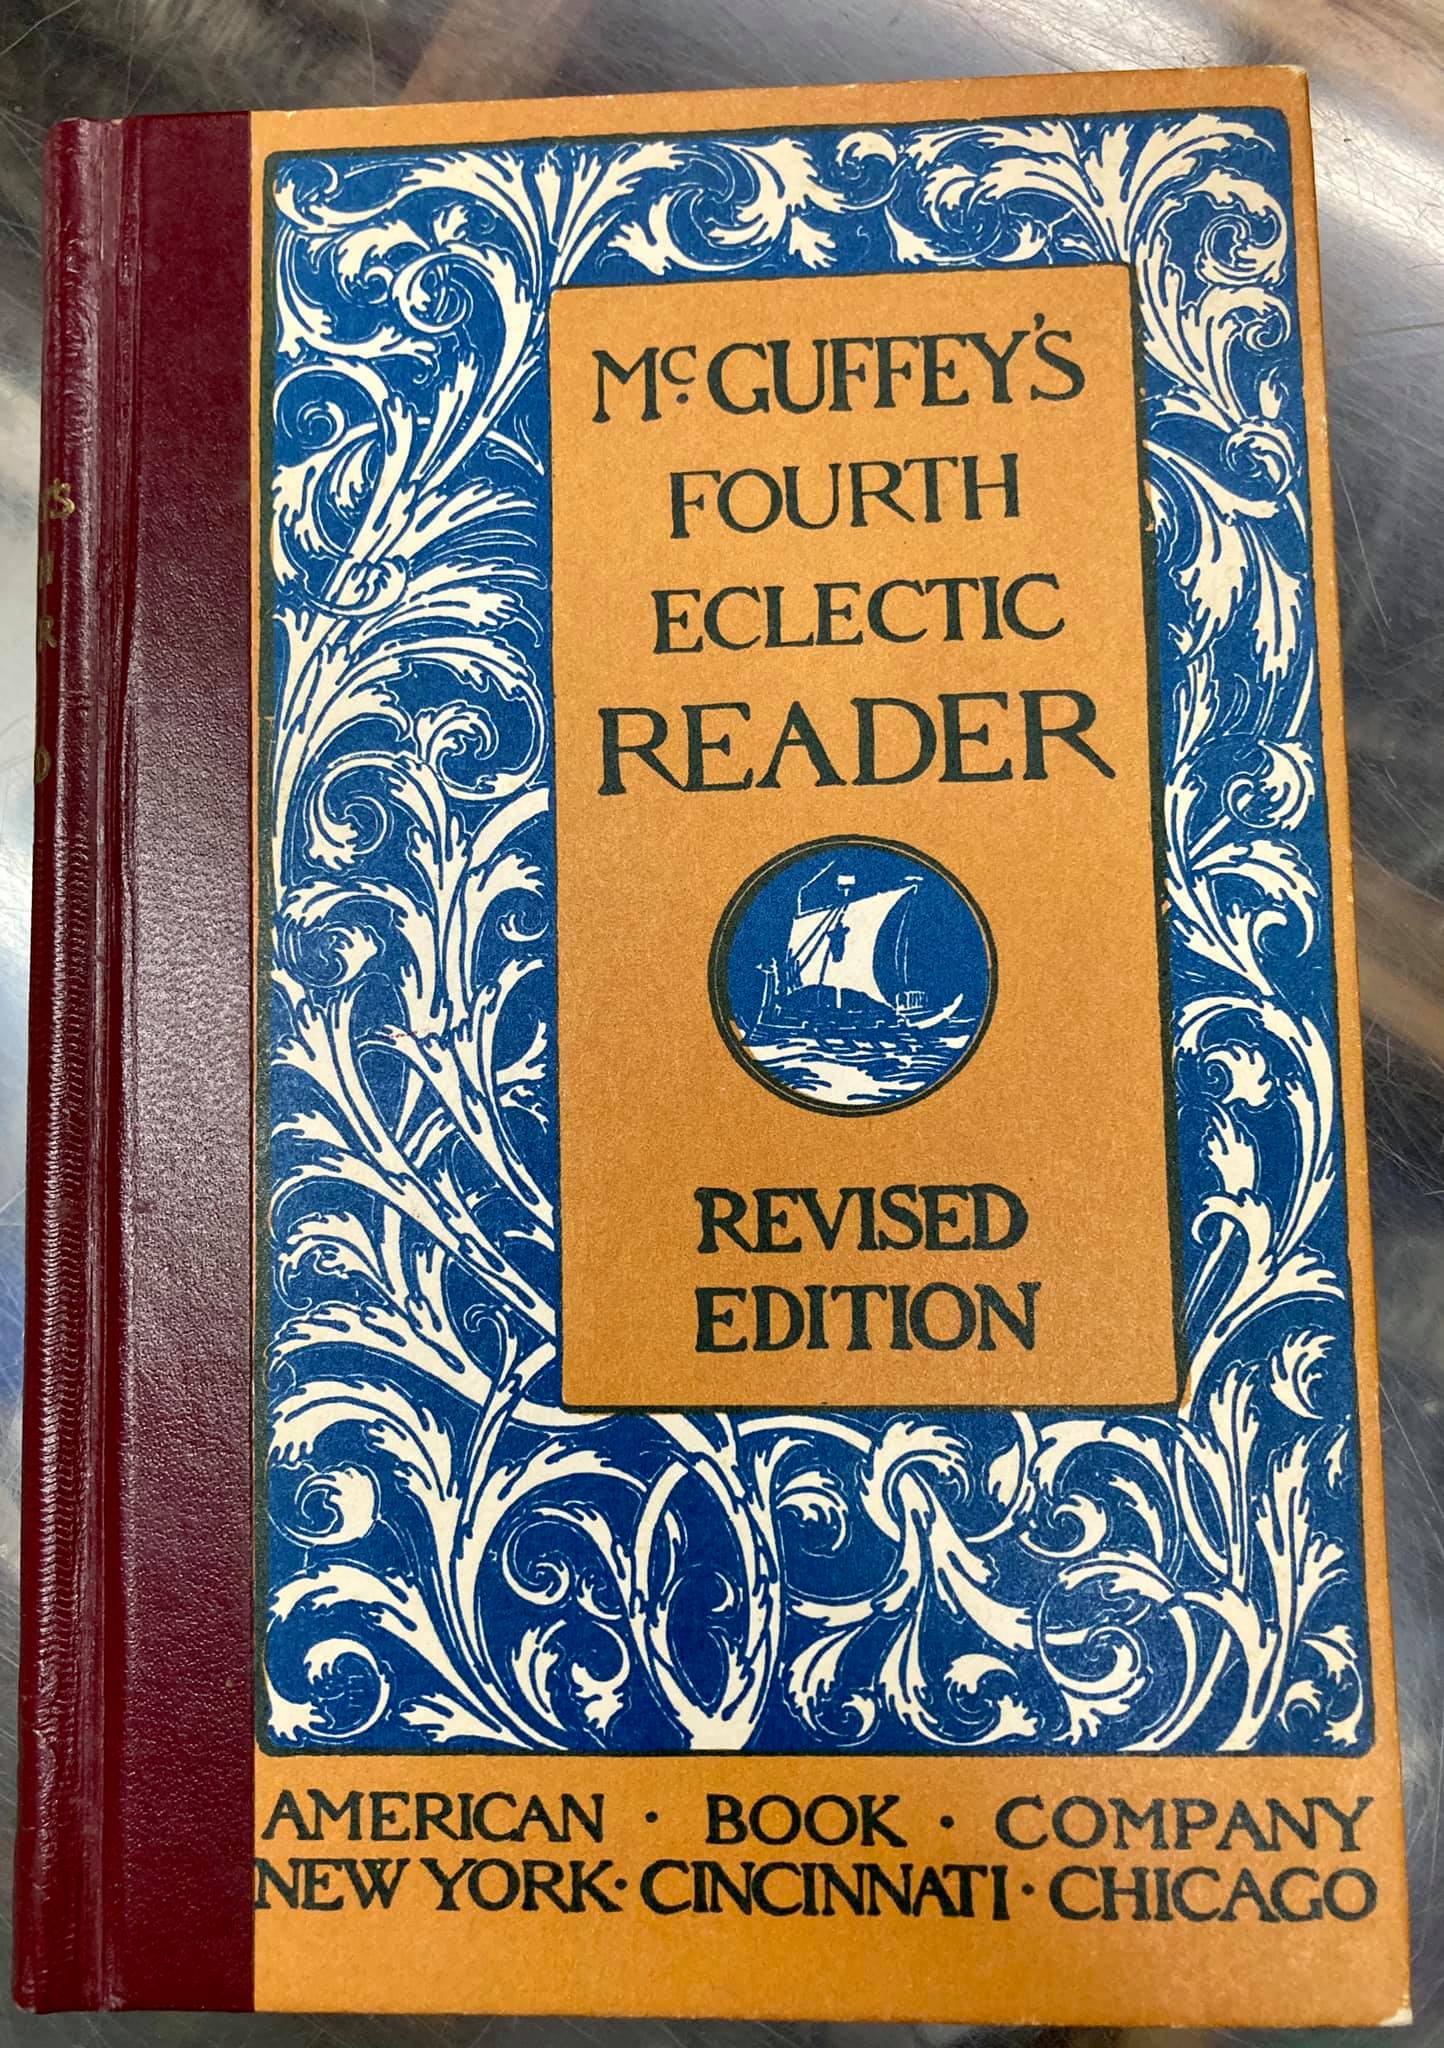 McGUFFEY'S
FOURTH
ECLECTIC
READER
REVISED
EDITION
AMERICAN · BOOK · COMPANY
NEW YORK · CINCINNATI · CHICAGO